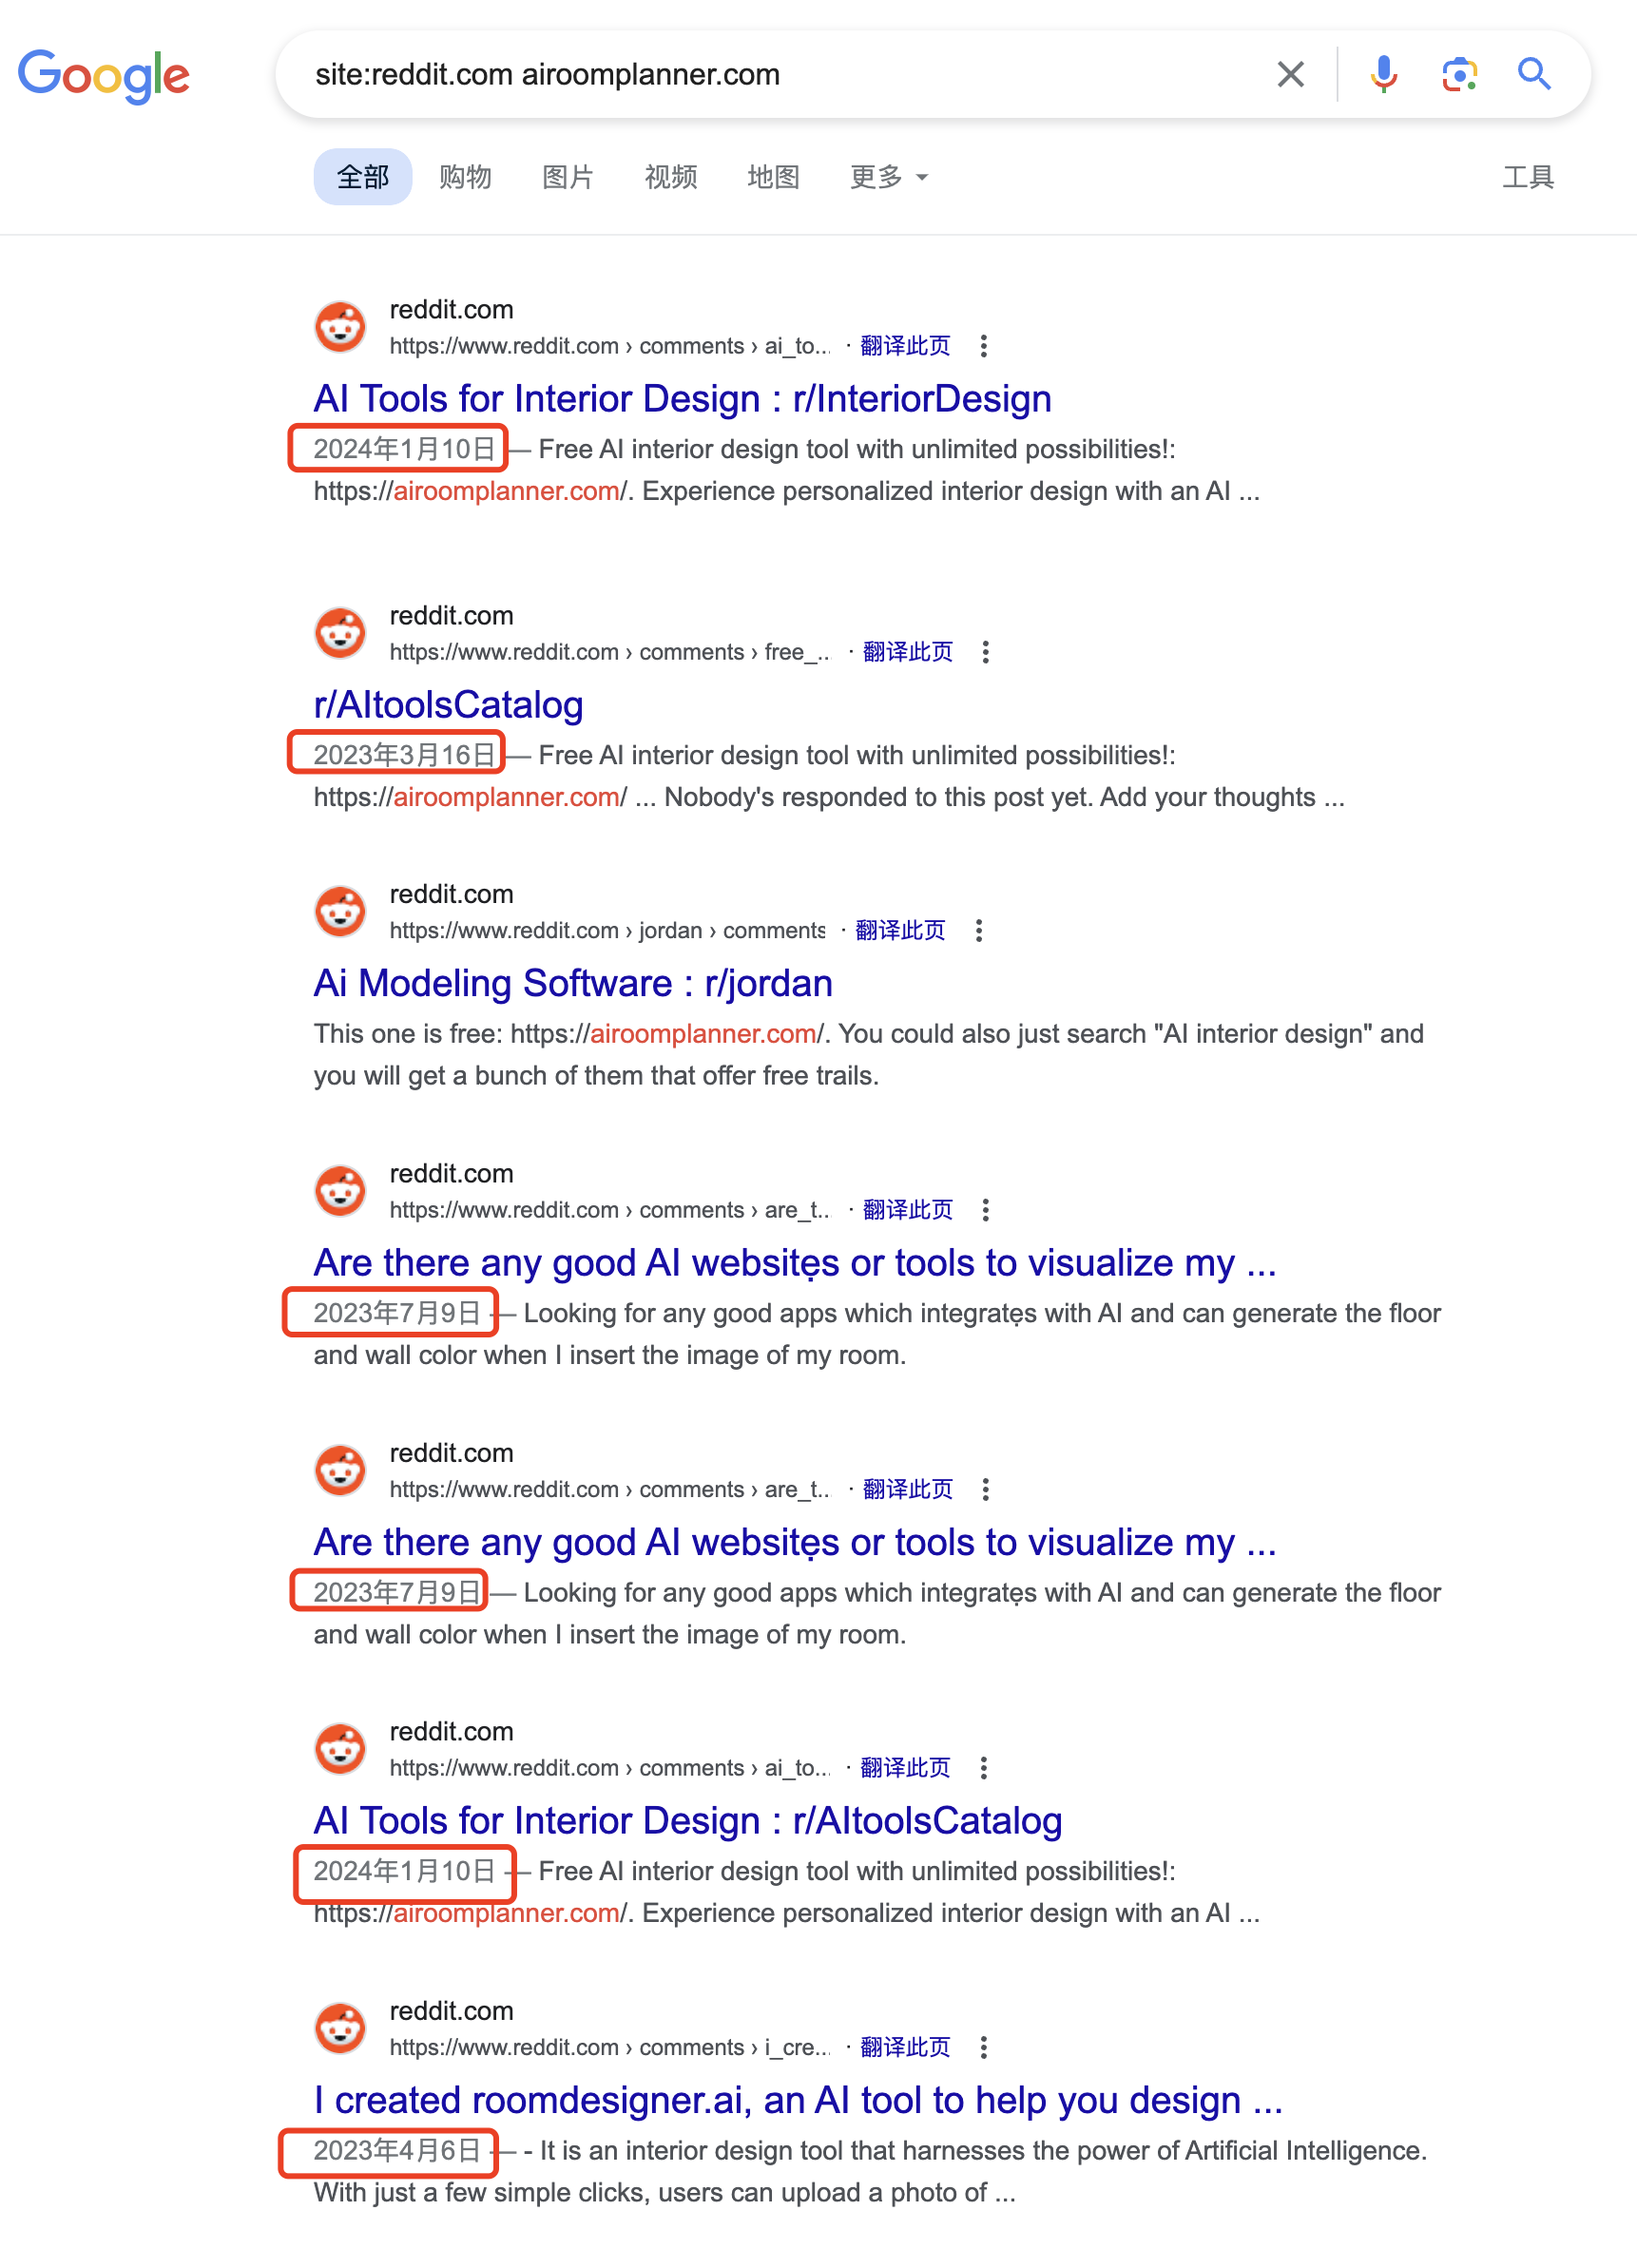 Google
site:reddit.com airoomplanner.com
全部 购物 图片 视频 地图 更多 工具
reddit.com
https://www.reddit.com › comments › ai_to... · 翻译此页
AI Tools for Interior Design : r/InteriorDesign
2024年1月10日 — Free AI interior design tool with unlimited possibilities!:
https://airoomplanner.com/. Experience personalized interior design with an AI ...
reddit.com
https://www.reddit.com › comments › free_... · 翻译此页
r/AItoolsCatalog
2023年3月16日 — Free AI interior design tool with unlimited possibilities!:
https://airoomplanner.com/ ... Nobody's responded to this post yet. Add your thoughts ...
reddit.com
https://www.reddit.com › jordan › comments · 翻译此页
Ai Modeling Software : r/jordan
This one is free: https://airoomplanner.com/. You could also just search "AI interior design" and
you will get a bunch of them that offer free trails.
reddit.com
https://www.reddit.com › comments › are_t... · 翻译此页
Are there any good AI websitẹs or tools to visualize my ...
2023年7月9日 — Looking for any good apps which integratẹs with AI and can generate the floor
and wall color when I insert the image of my room.
reddit.com
https://www.reddit.com › comments › are_t... · 翻译此页
Are there any good AI websitẹs or tools to visualize my ...
2023年7月9日 — Looking for any good apps which integratẹs with AI and can generate the floor
and wall color when I insert the image of my room.
reddit.com
https://www.reddit.com › comments › ai_to... · 翻译此页
AI Tools for Interior Design : r/AItoolsCatalog
2024年1月10日 — Free AI interior design tool with unlimited possibilities!:
https://airoomplanner.com/. Experience personalized interior design with an AI ...
reddit.com
https://www.reddit.com › comments › i_cre... · 翻译此页
I created roomdesigner.ai, an AI tool to help you design ...
2023年4月6日 — - It is an interior design tool that harnesses the power of Artificial Intelligence.
With just a few simple clicks, users can upload a photo of ...